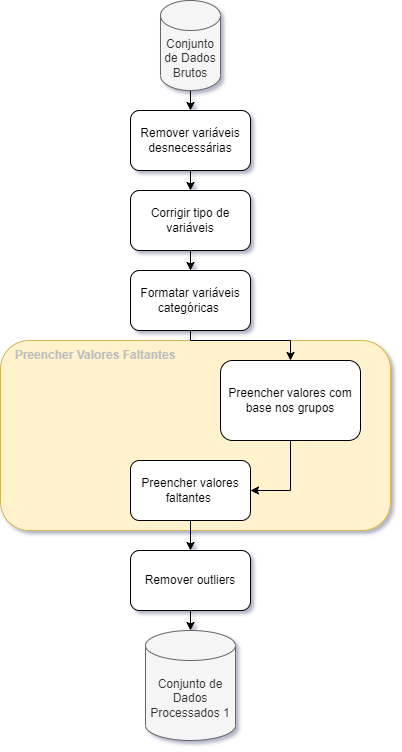 Conjunto
de Dados
Brutos
Remover variáveis
desnecessárias
Corrigir tipo de
variáveis
Formatar variáveis
categóricas
Preencher Valores Faltantes
Preencher valores com
base nos grupos
Preencher valores
faltantes
Remover outliers
Conjunto de
Dados
Processados 1